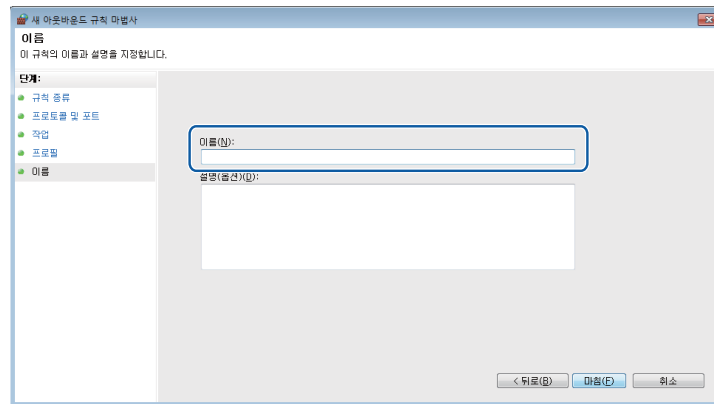 새 아웃바운드 규칙 마법사
이름
이 규칙의 이름과 설명을 지정합니다.
단계:
규칙 종류
프로토콜 및 포트
작업
프로필
이름
이름(N):
설명(옵션)(D):
< 뒤로(B) 마침(F) 취소